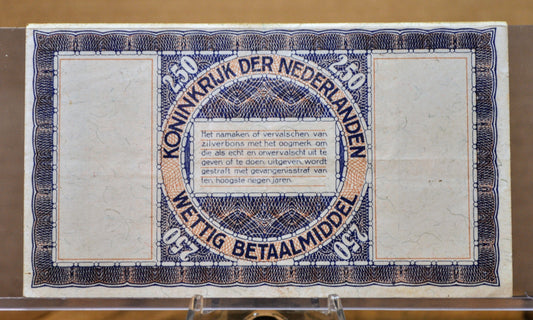 2.50 2.50
KONINKRIJK DER NEDERLANDEN
Het namaken of vervalschen van
zilverbons met het oogmerk om
die als echt en onvervalscht uit te
geven of te doen uitgeven, wordt
gestraft met gevangenisstraf van
ten hoogste negen jaren.
WETTIG BETAALMIDDEL
2.50 2.50